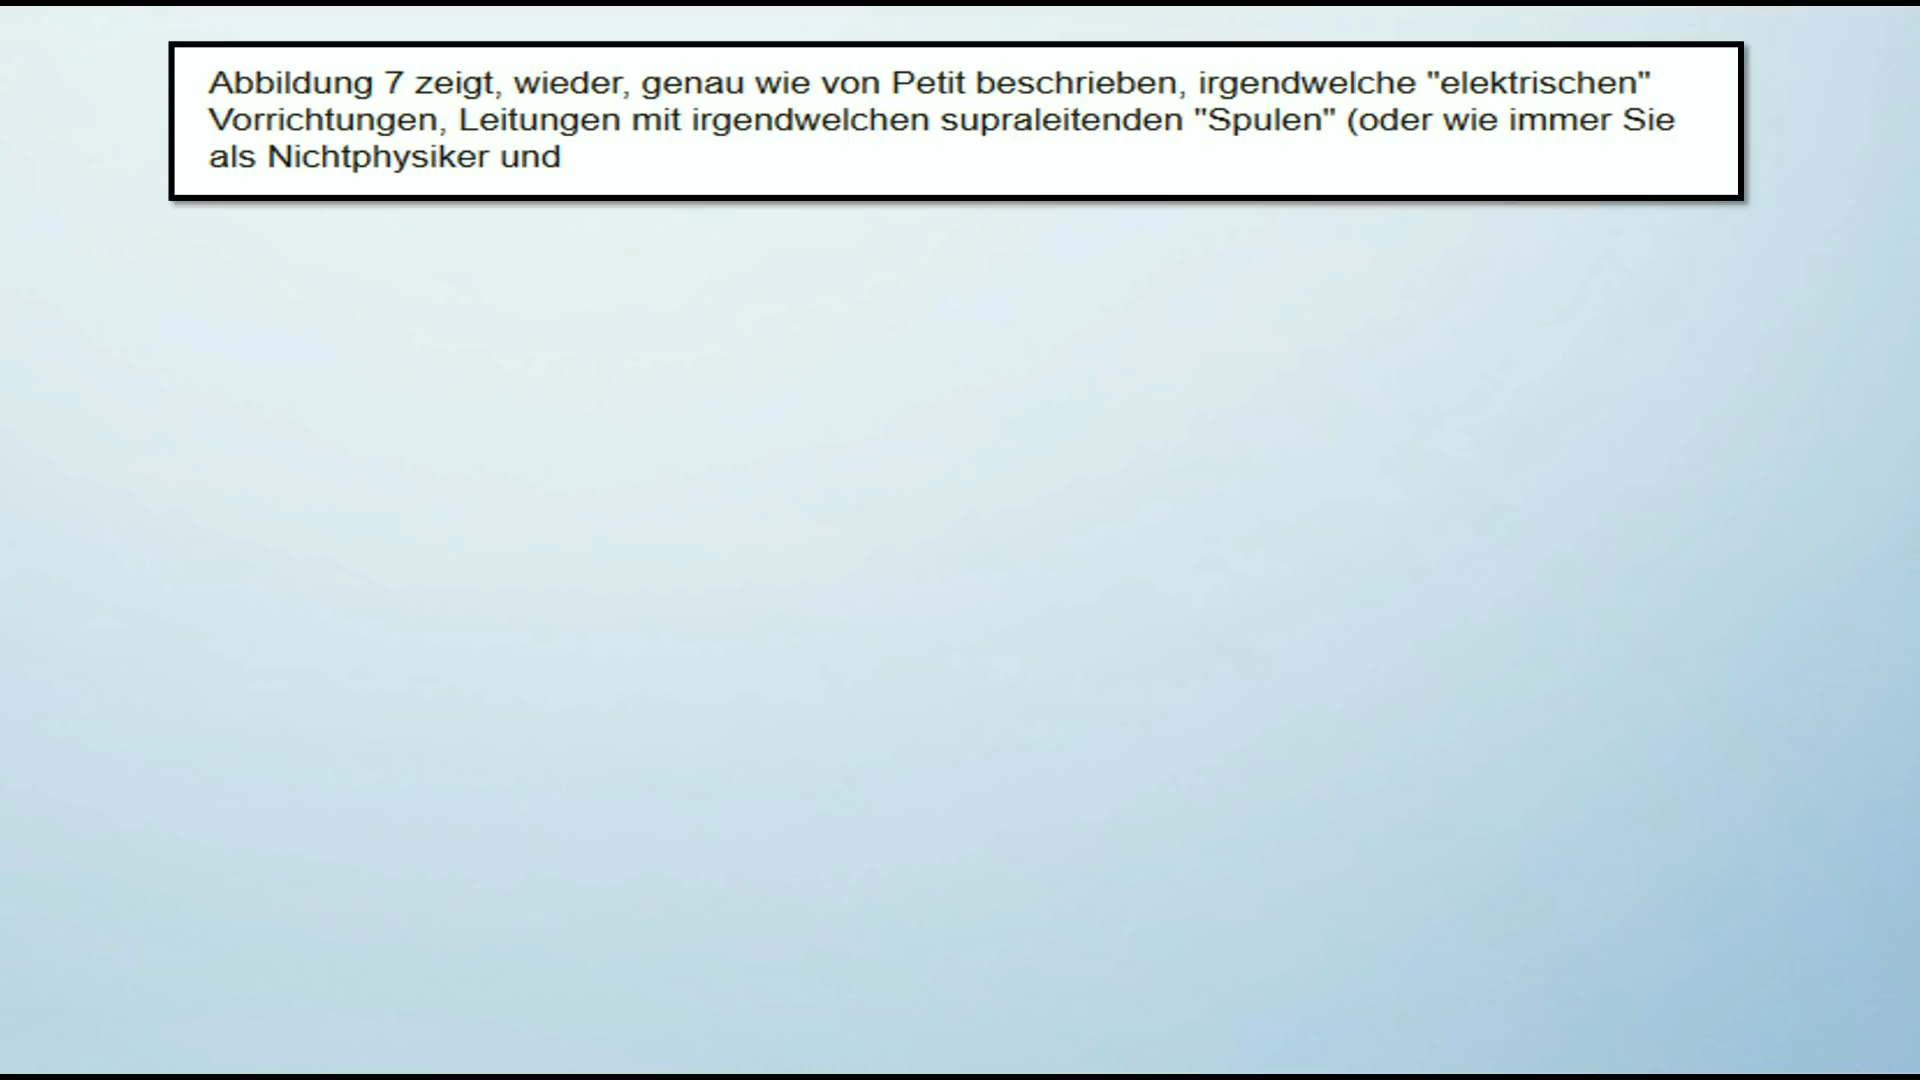 Abbildung 7 zeigt, wieder, genau wie von Petit beschrieben, irgendwelche "elektrischen"
Vorrichtungen, Leitungen mit irgendwelchen supraleitenden "Spulen" (oder wie immer Sie
als Nichtphysiker und